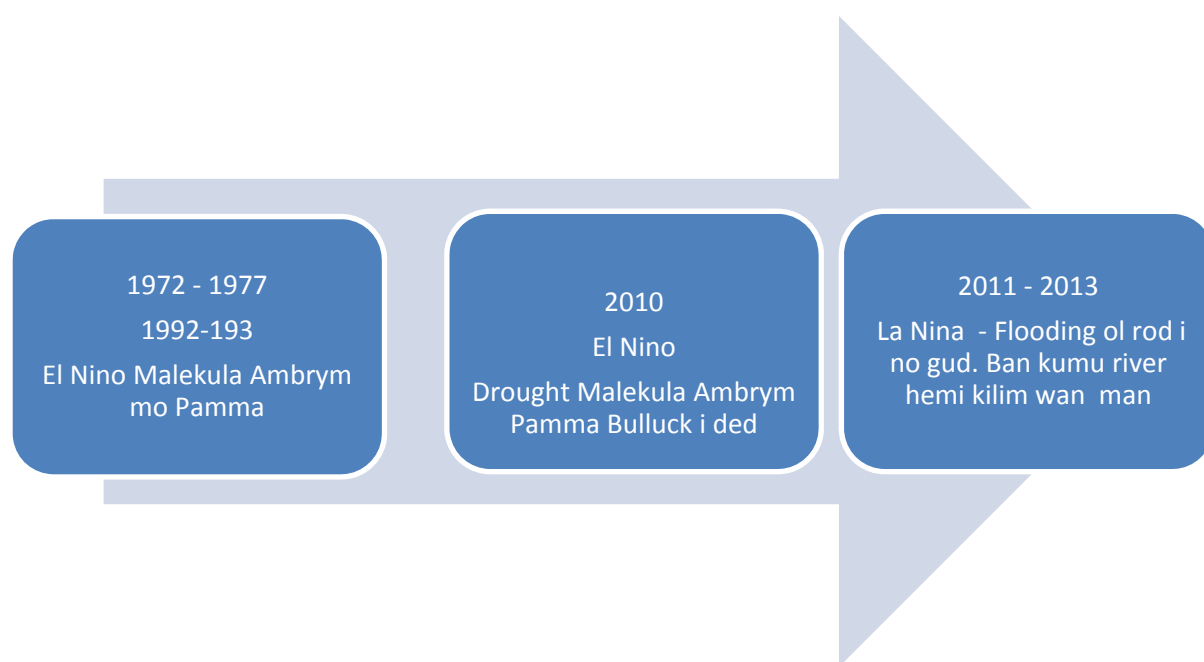 1972 - 1977
1992-193
El Nino Malekula Ambrym
mo Pamma
2010
El Nino
Drought Malekula Ambrym
Pamma Bulluck i ded
2011 - 2013
La Nina  - Flooding ol rod i
no gud. Ban kumu river
hemi kilim wan  man